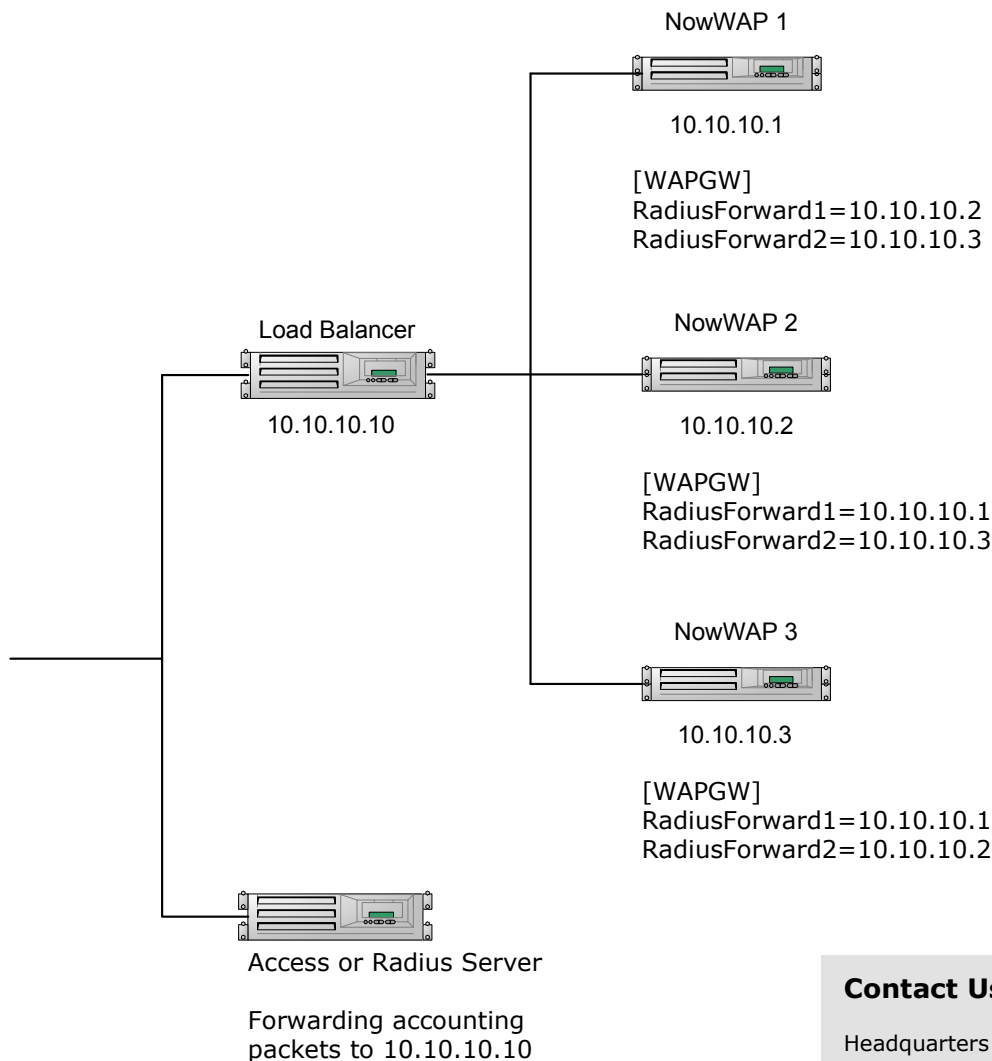 NowWAP 1
10.10.10.1
[WAPGW]
RadiusForward1=10.10.10.2
RadiusForward2=10.10.10.3
Load Balancer
10.10.10.10
NowWAP 2
10.10.10.2
[WAPGW]
RadiusForward1=10.10.10.1
RadiusForward2=10.10.10.3
NowWAP 3
10.10.10.3
[WAPGW]
RadiusForward1=10.10.10.1
RadiusForward2=10.10.10.2
Access or Radius Server
Forwarding accounting
packets to 10.10.10.10
Contact Us
Headquarters